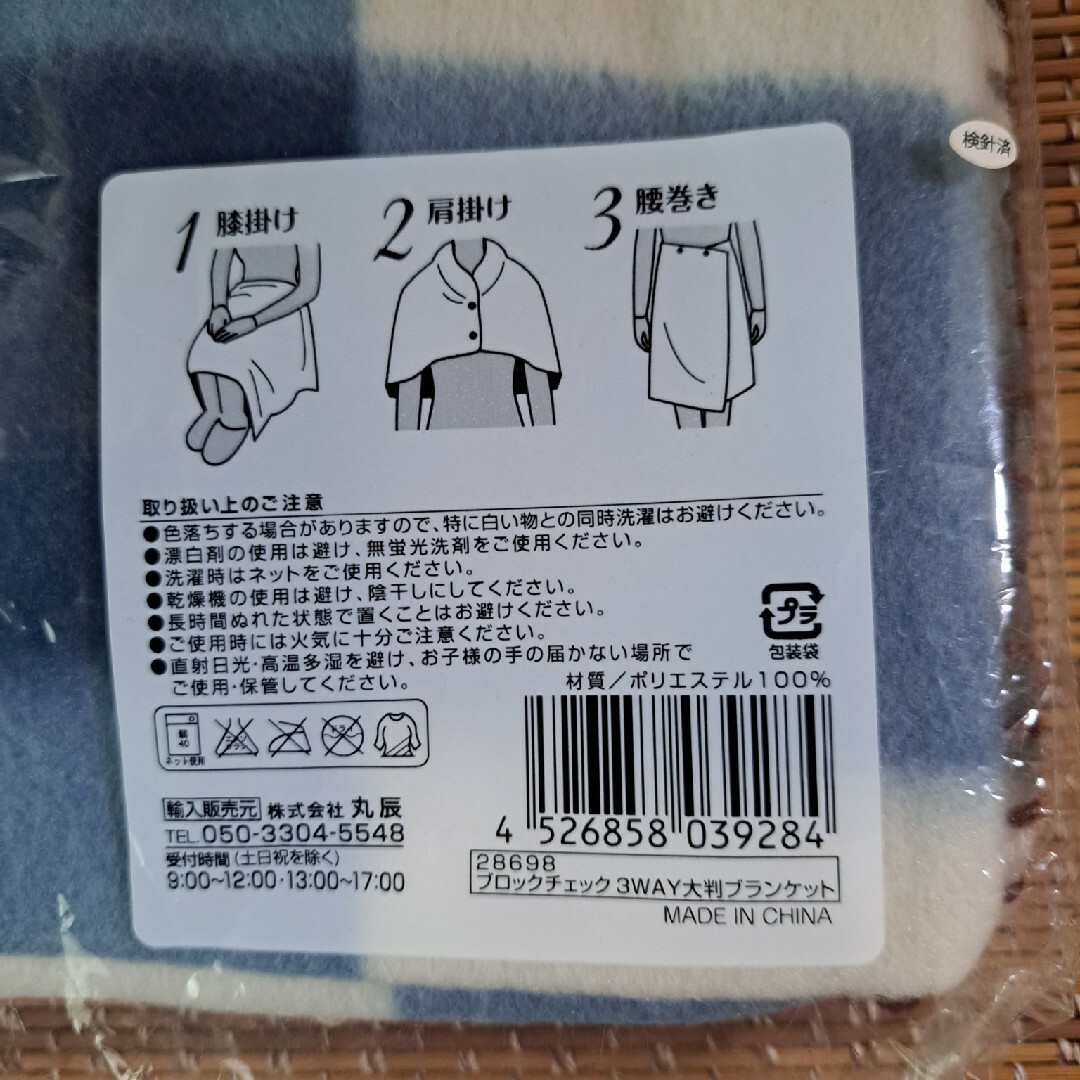 検針済
1 膝掛け 2 肩掛け 3 腰巻き
取り扱い上のご注意
●色落ちする場合がありますので、特に白い物との同時洗濯はお避けください。
●漂白剤の使用は避け、無蛍光洗剤をご使用ください。
●洗濯時はネットをご使用ください。
●乾燥機の使用は避け、陰干しにしてください。
●長時間ぬれた状態で置くことはお避けください。
●ご使用時には火気に十分ご注意ください。
●直射日光・高温多湿を避け、お子様の手の届かない場所で
ご使用・保管してください。
プラ
包装袋
材質/ポリエステル100%
40
ネット使用
輸入販売元 株式会社 丸辰
TEL.050-3304-5548
受付時間(土日祝を除く)
9:00~12:00・13:00~17:00
4 526858 039284
28698
ブロックチェック 3WAY大判ブランケット
MADE IN CHINA